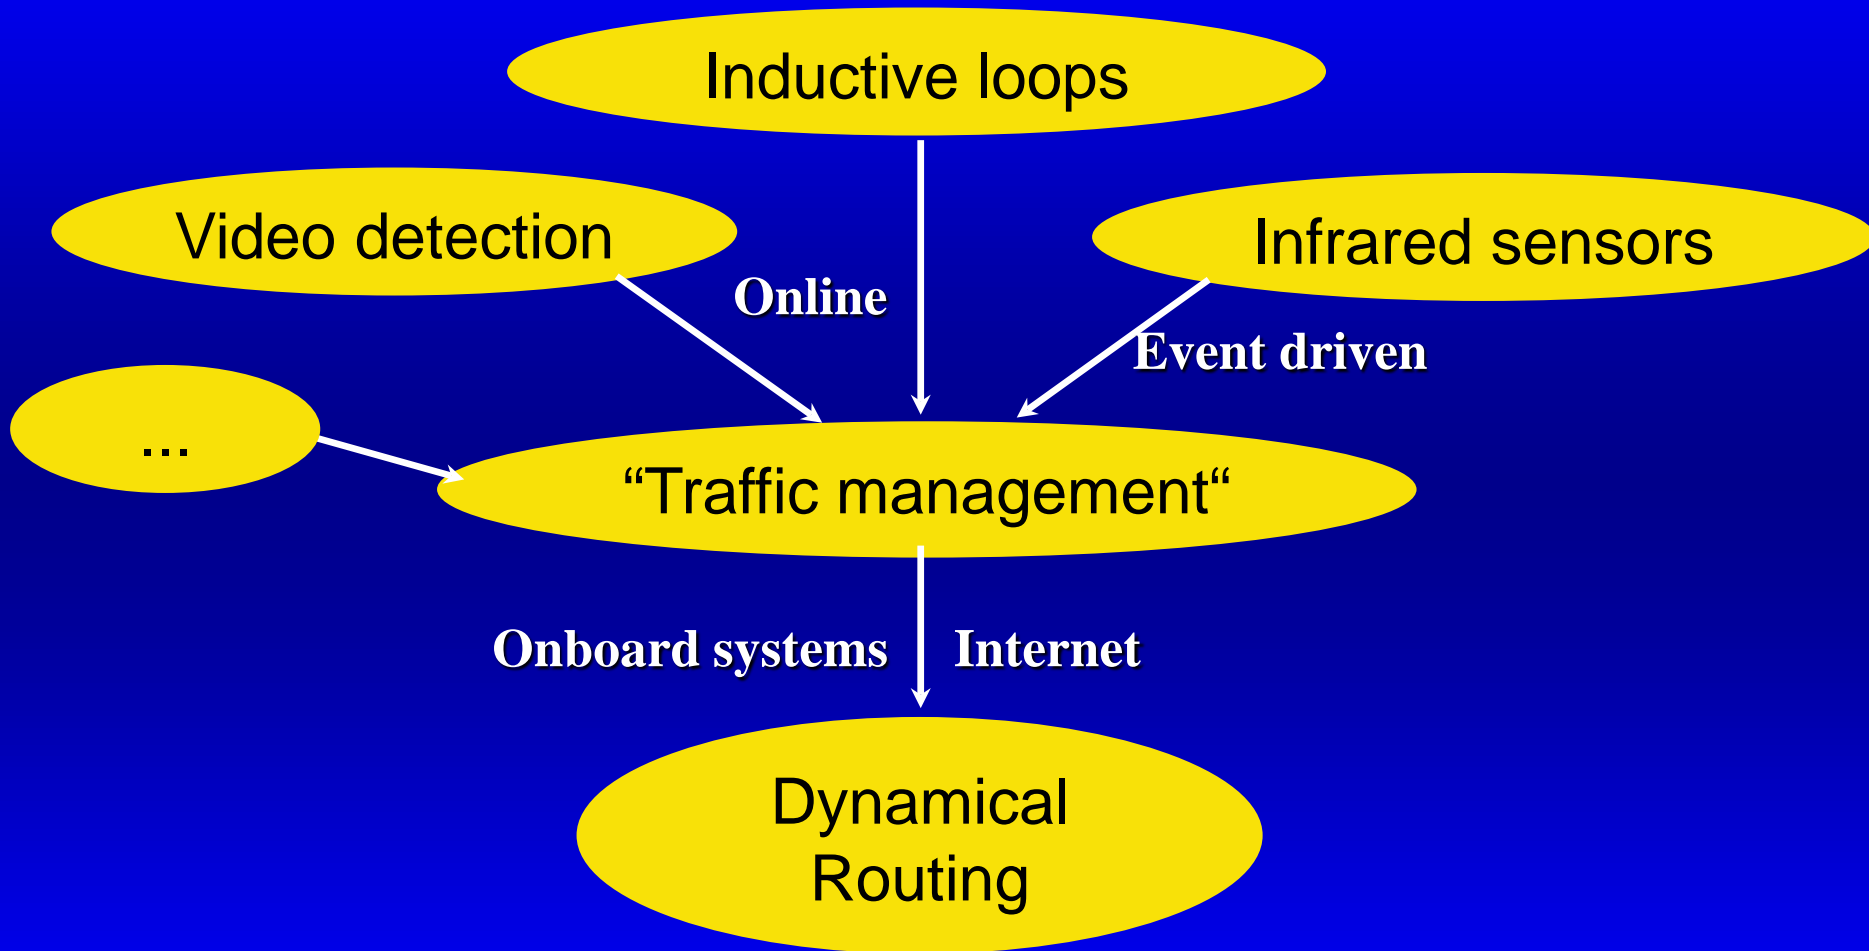 Inductive loops
Video detection
Infrared sensors
Online
Event driven
...
“Traffic management“
Onboard systems
Internet
Dynamical
Routing